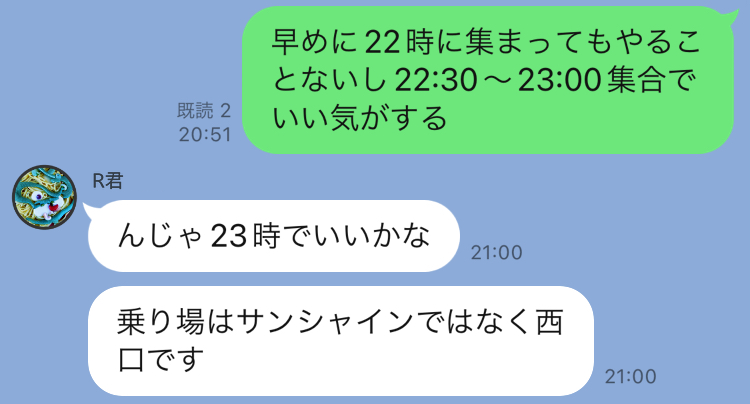 早めに22時に集まってもやるこ
とないし22:30〜23:00集合で
いい気がする
既読 2
20:51
R君
んじゃ23時でいいかな
21:00
乗り場はサンシャインではなく西
口です
21:00